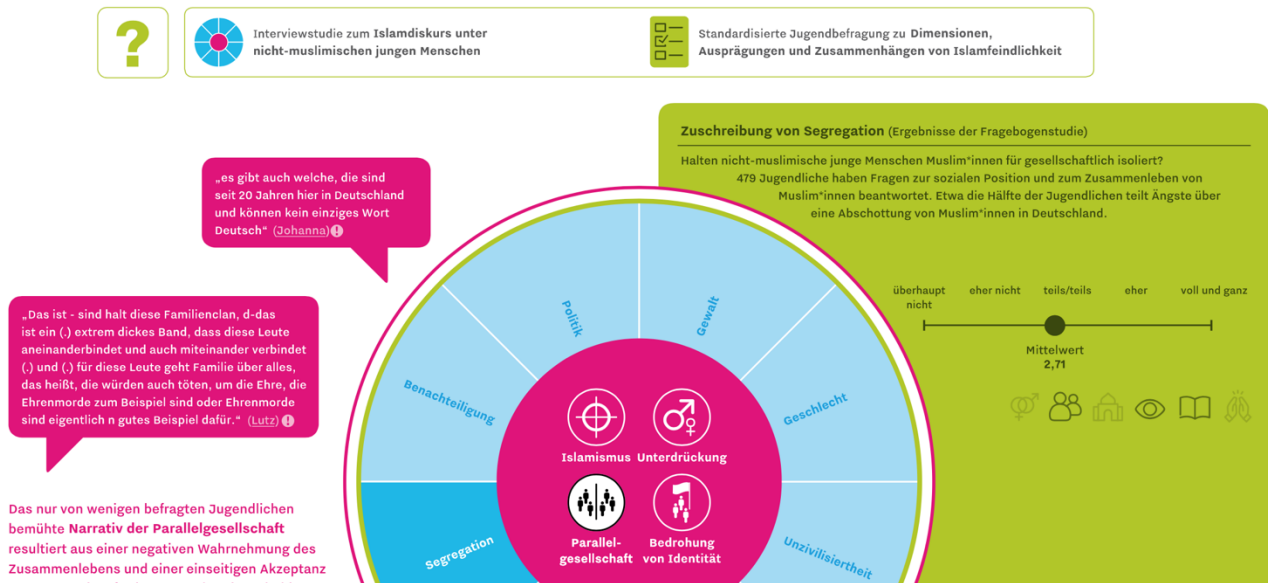 ?
Interviewstudie zum Islamdiskurs unter
nicht-muslimischen jungen Menschen
Standardisierte Jugendbefragung zu Dimensionen,
Ausprägungen und Zusammenhängen von Islamfeindlichkeit
Zuschreibung von Segregation (Ergebnisse der Fragebogenstudie)
Halten nicht-muslimische junge Menschen Muslim*innen für gesellschaftlich isoliert?
479 Jugendliche haben Fragen zur sozialen Position und zum Zusammenleben von
Muslim*innen beantwortet. Etwa die Hälfte der Jugendlichen teilt Ängste über
eine Abschottung von Muslim*innen in Deutschland.
überhaupt
nicht
eher nicht
teils/teils
eher
voll und ganz
Mittelwert
2,71
„es gibt auch welche, die sind
seit 20 Jahren hier in Deutschland
und können kein einziges Wort
Deutsch“ (Johanna)
„Das ist - sind halt diese Familienclan, d-das
ist ein (.) extrem dickes Band, dass diese Leute
aneinanderbindet und auch miteinander verbindet
(.) und (.) für diese Leute geht Familie über alles,
das heißt, die würden auch töten, um die Ehre, die
Ehrenmorde zum Beispiel sind oder Ehrenmorde
sind eigentlich n gutes Beispiel dafür.“ (Lutz)
Das nur von wenigen befragten Jugendlichen
bemühte Narrativ der Parallelgesellschaft
resultiert aus einer negativen Wahrnehmung des
Zusammenlebens und einer einseitigen Akzeptanz
Segregation
Benachteiligung
Politik
Gewalt
Geschlecht
Unzivilisiertheit
Islamismus
Unterdrückung
Parallel-
gesellschaft
Bedrohung
von Identität